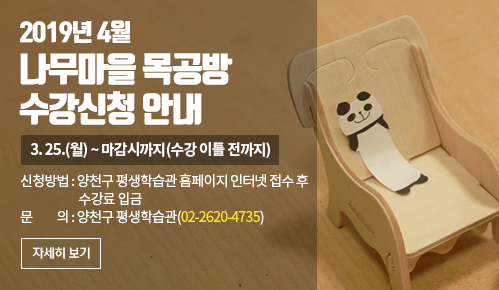 2019년 4월
나무마을 목공방
수강신청 안내
3. 25.(월) ~ 마감시까지(수강 이틀 전까지)
신청방법 : 양천구 평생학습관 홈페이지 인터넷 접수 후
수강료 입금
문 의 : 양천구 평생학습관(02-2620-4735)
자세히 보기